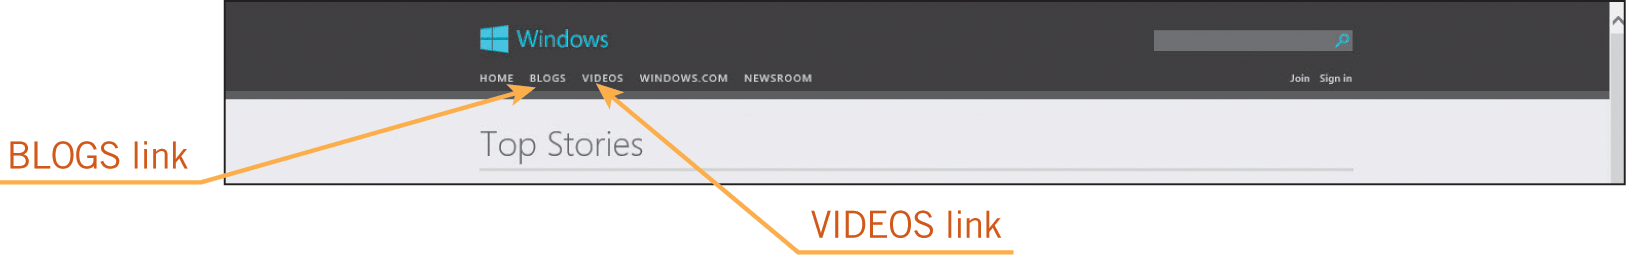 Windows
HOME BLOGS VIDEOS WINDOWS.COM NEWSROOM Join Sign in
Top Stories
BLOGS link
VIDEOS link